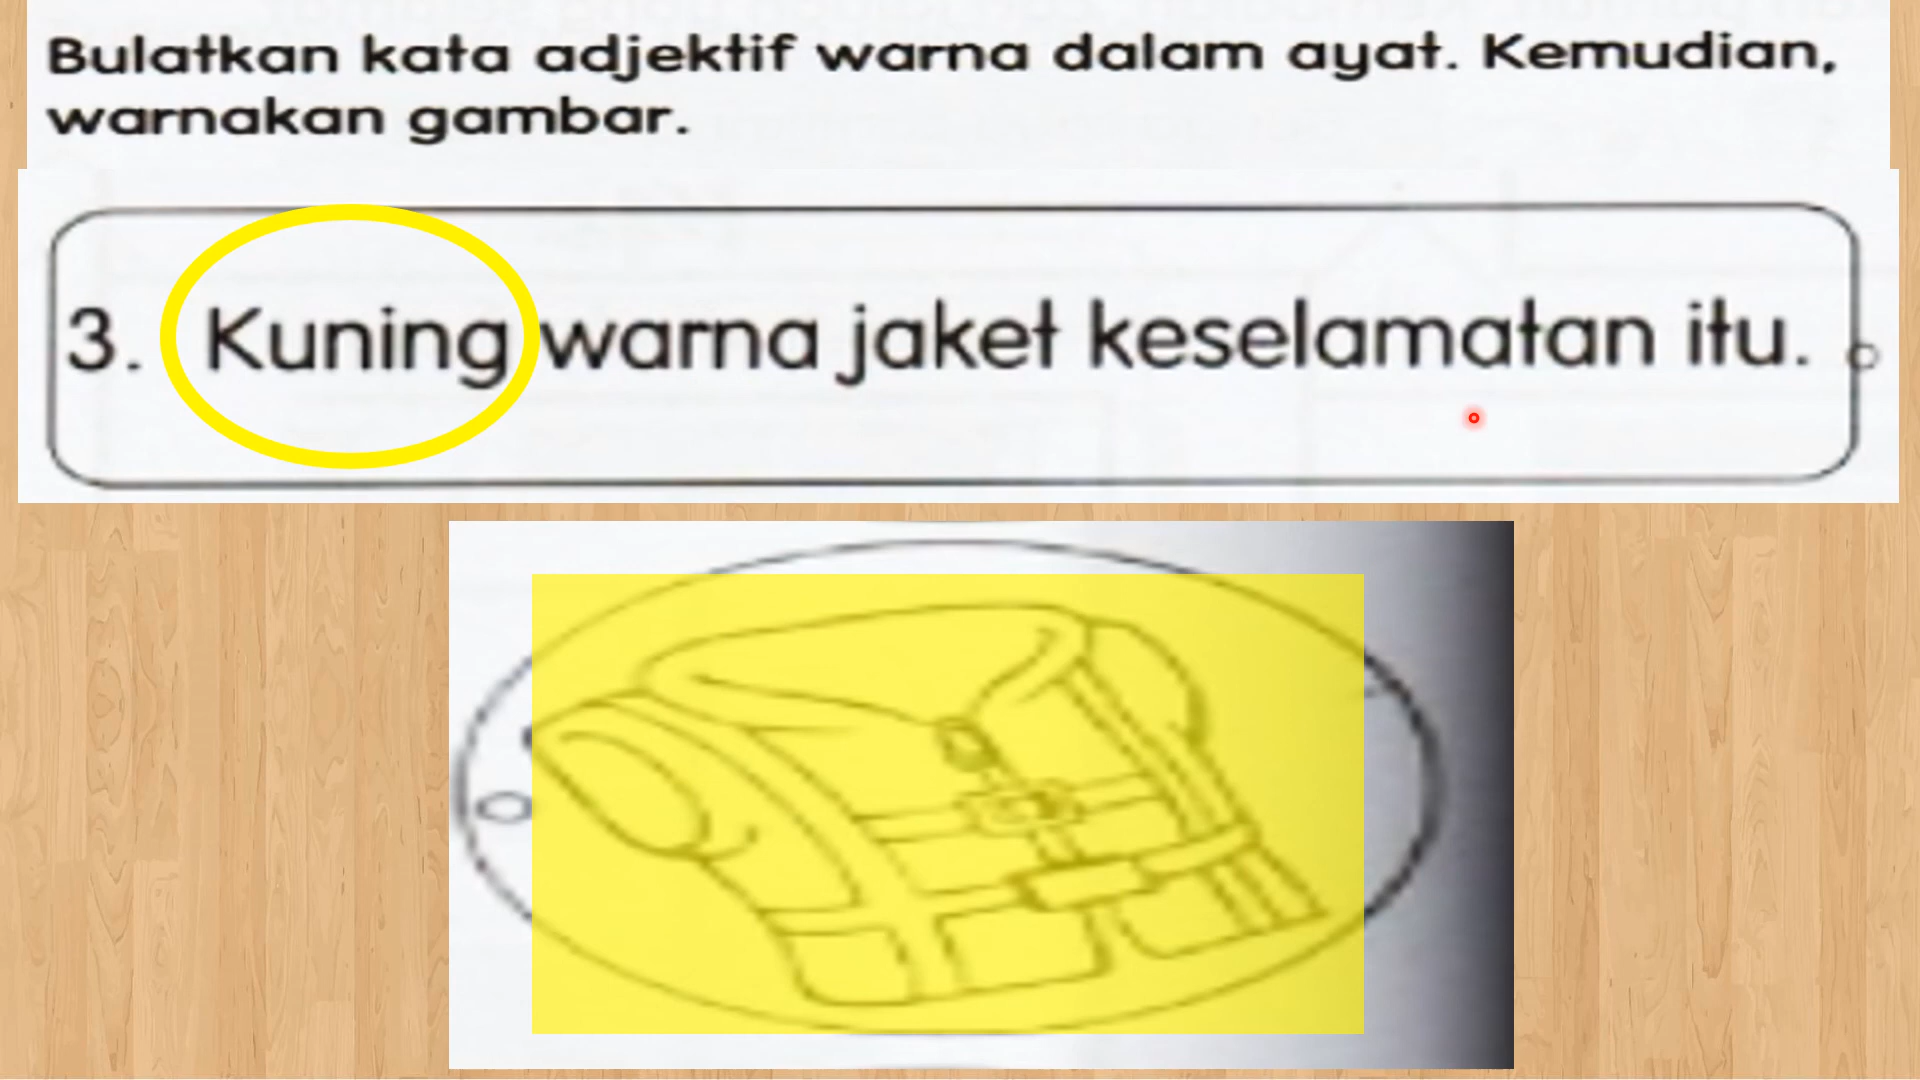 Bulatkan kata adjektif warna dalam ayat. Kemudian,
warnakan gambar.
3. Kuning warna jaket keselamatan itu.